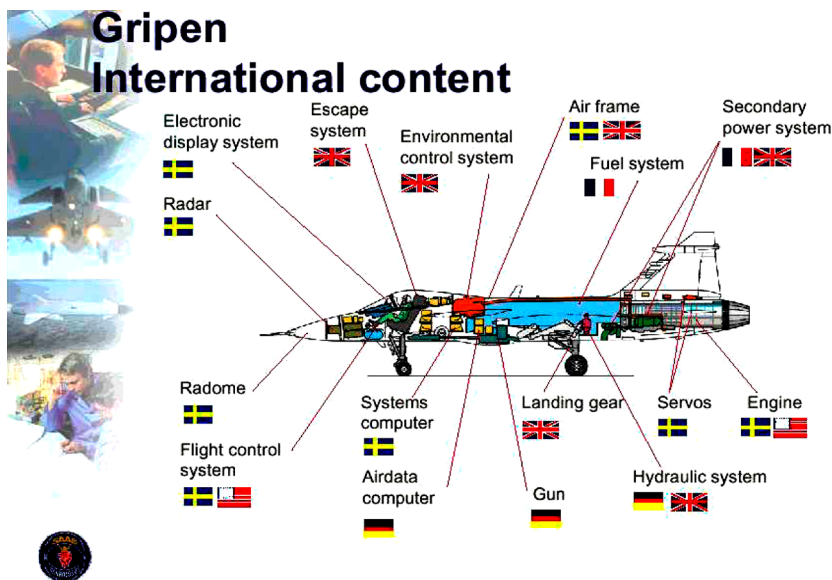 Gripen
International content
Electronic
display system
Escape
system
Environmental
control system
Air frame
Secondary
power system
Fuel system
Radar
Radome
Flight control
system
Systems
computer
Airdata
computer
Landing gear
Gun
Servos
Engine
Hydraulic system
SAAB